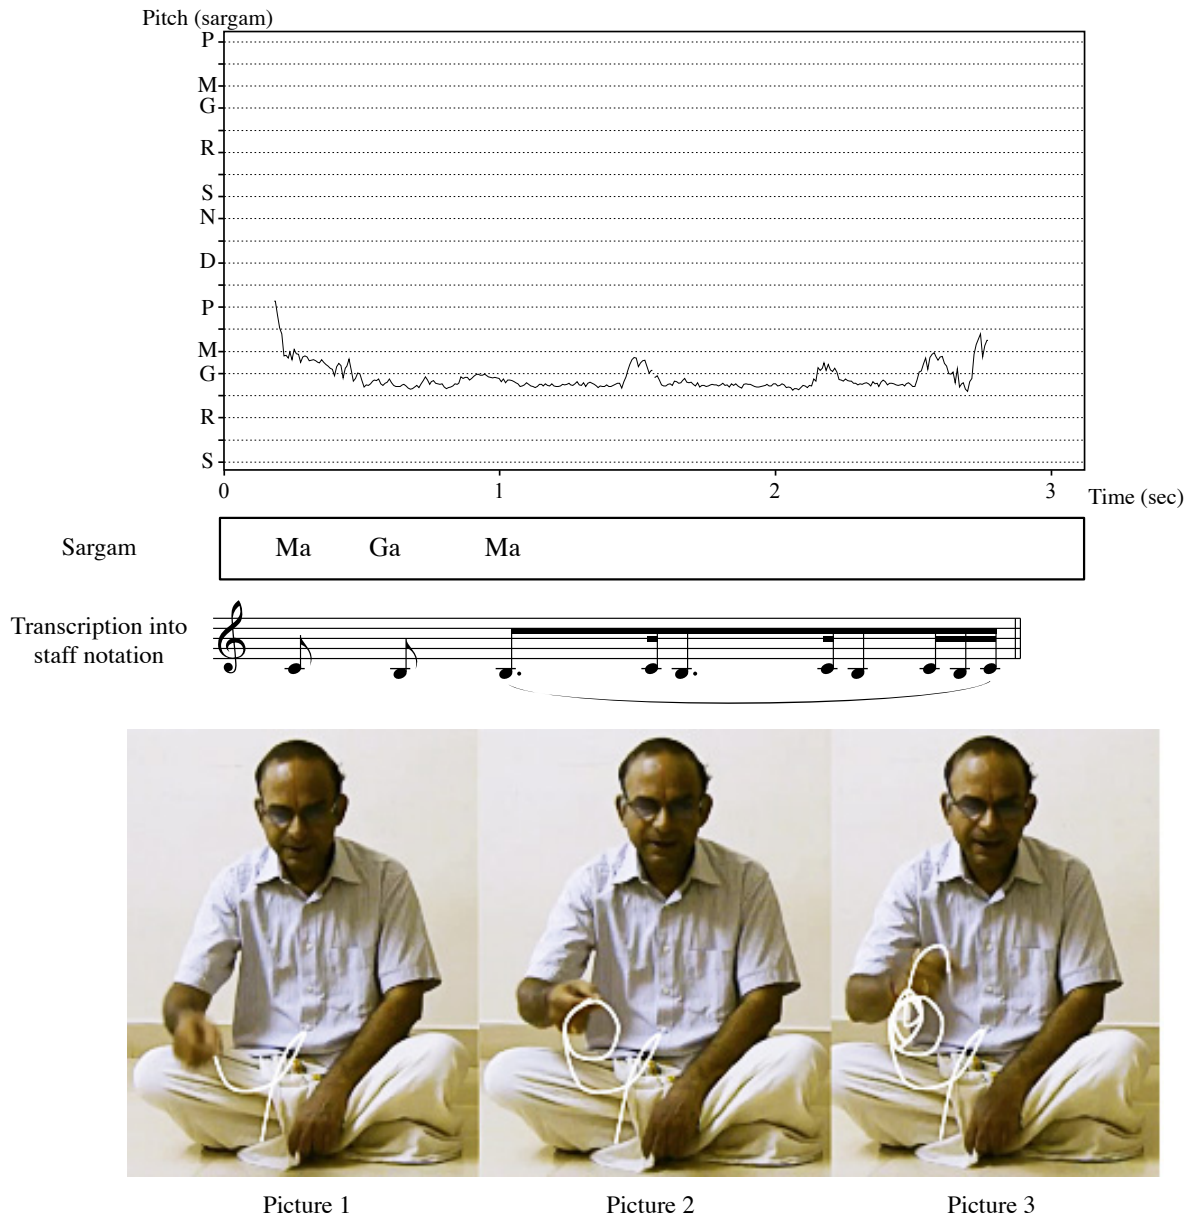 Pitch (sargam)
P
M
G
R
S
N
D
P
M
G
R
S
0 1 2 3 Time (sec)
Sargam Ma Ga Ma
Transcription into
staff notation
Picture 1 Picture 2 Picture 3